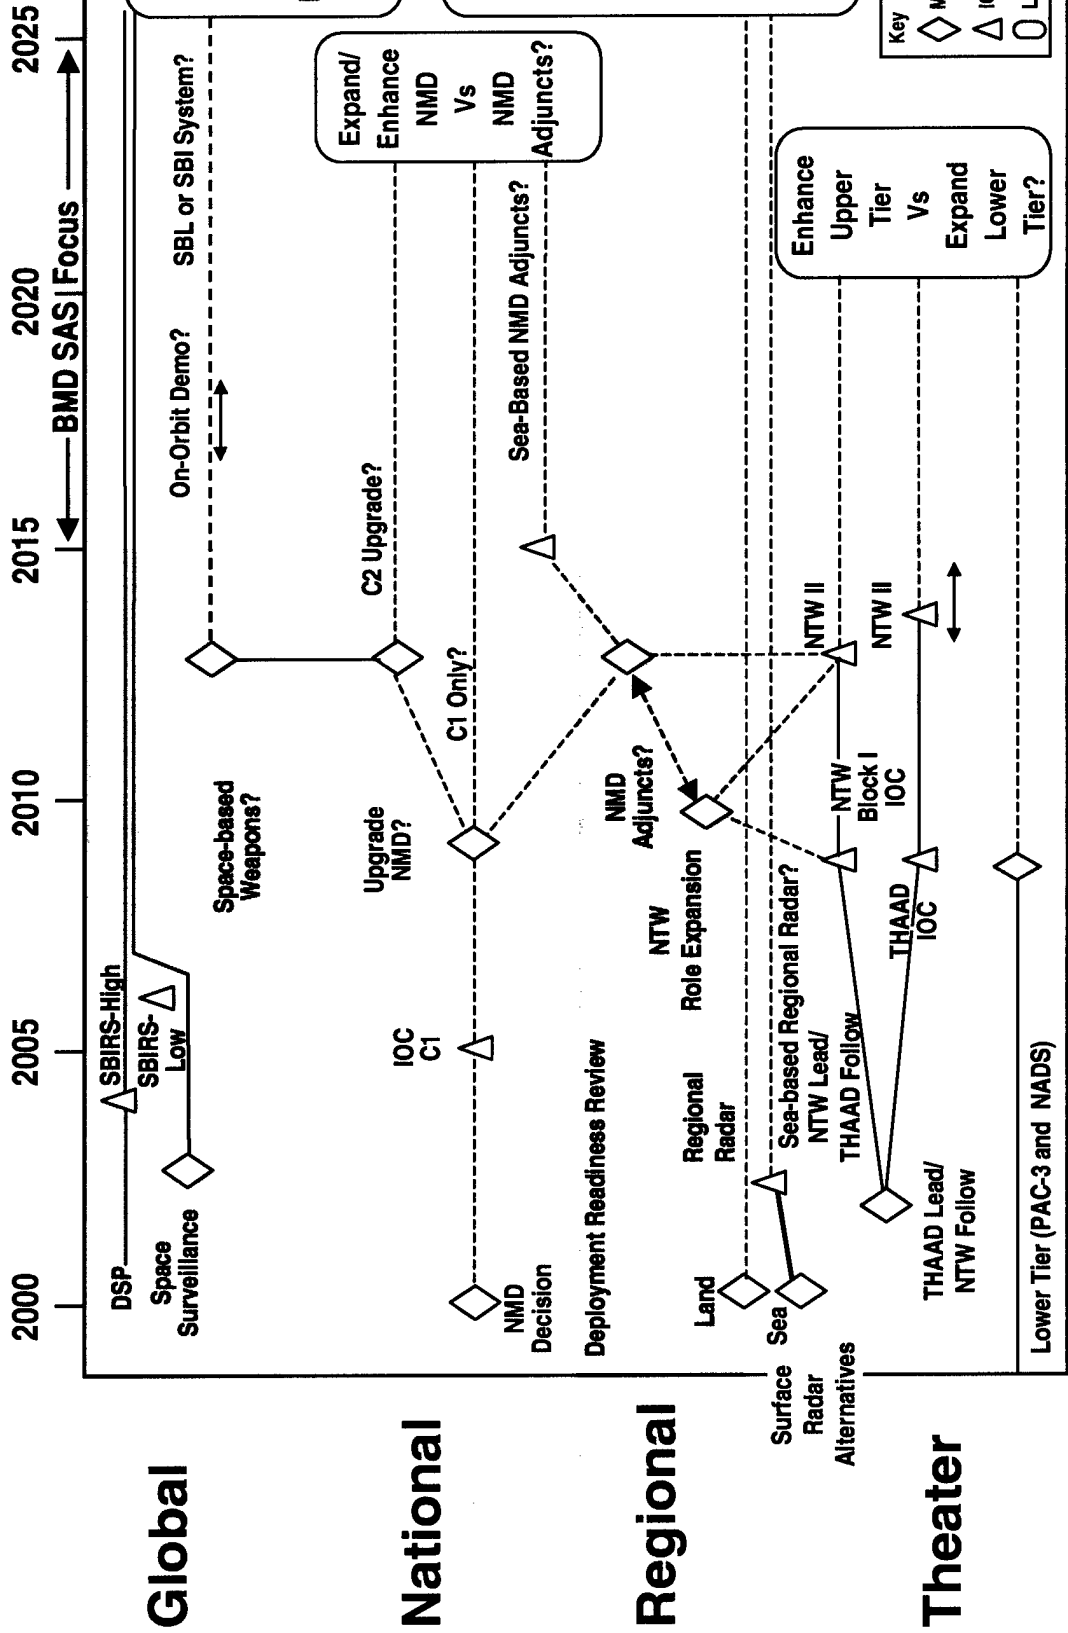 2000 2005 2010 2015 2020 2025
BMD SAS Focus
Global
DSP
SBIRS-High
SBIRS-
Low
Space
Surveillance
Space-based
Weapons?
On-Orbit Demo?
SBL or SBI System?
National
NMD
Decision
IOC
C1
Upgrade
NMD?
C1 Only?
C2 Upgrade?
Sea-Based NMD Adjuncts?
Expand/
Enhance
NMD
Vs
NMD
Adjuncts?
Deployment Readiness Review
Regional
Surface
Radar
Alternatives
Land
Sea
Regional
Radar
Sea-based Regional Radar?
NTW
Role Expansion
NMD
Adjuncts?
Theater
THAAD Lead/
NTW Follow
NTW Lead/
THAAD Follow
THAAD
IOC
NTW
Block I
IOC
NTW II
NTW II
Enhance
Upper
Tier
Vs
Expand
Lower
Tier?
Lower Tier (PAC-3 and NADS)
Key